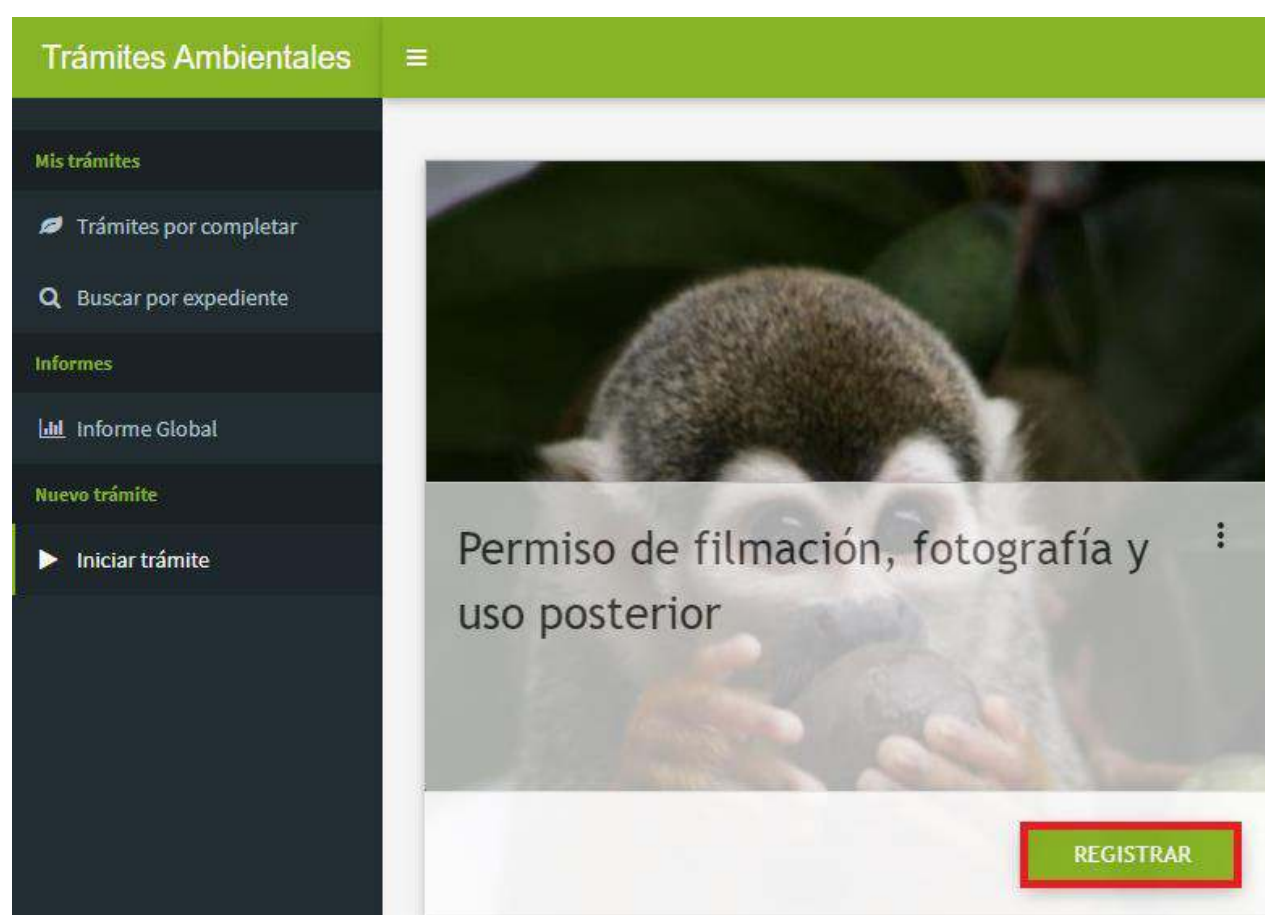 Trámites Ambientales
Mis trámites
Trámites por completar
Buscar por expediente
Informes
Informe Global
Nuevo trámite
Iniciar trámite
Permiso de filmación, fotografía y
uso posterior
REGISTRAR